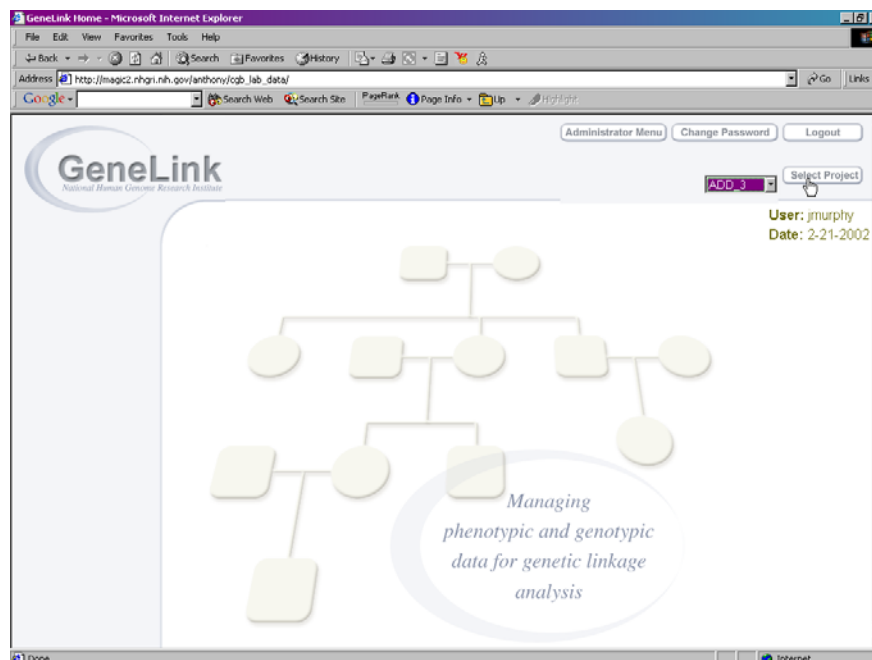 GeneLink Home - Microsoft Internet Explorer
File Edit View Favorites Tools Help
Back Search Favorites History
Address http://magic2.nhgri.nih.gov/anthony/cgb_lab_data/ Go Links
Google Search Web Search Site PageRank Page Info Up Highlight
Administrator Menu Change Password Logout
GeneLink
National Human Genome Research Institute
ADD_3 Select Project
User: jmurphy
Date: 2-21-2002
Managing
phenotypic and genotypic
data for genetic linkage
analysis
Done Internet